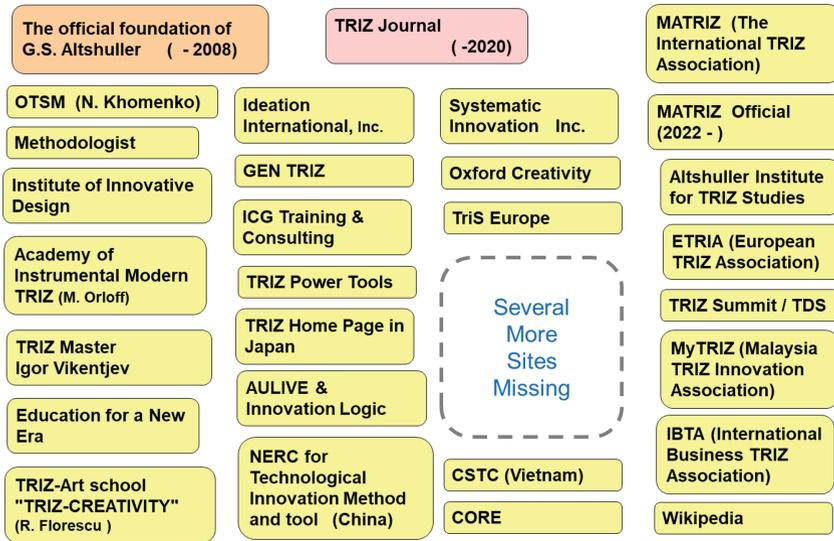 The official foundation of
G.S. Altshuller ( - 2008)
TRIZ Journal
( -2020)
MATRIZ (The
International TRIZ
Association)
OTSM (N. Khomenko)
Methodologist
Institute of Innovative
Design
Academy of
Instrumental Modern
TRIZ (M. Orloff)
TRIZ Master
Igor Vikentjev
Education for a New
Era
TRIZ-Art school
"TRIZ-CREATIVITY"
(R. Florescu )
Ideation
International, Inc.
GEN TRIZ
ICG Training &
Consulting
TRIZ Power Tools
TRIZ Home Page in
Japan
AULIVE &
Innovation Logic
NERC for
Technological
Innovation Method
and tool (China)
Systematic
Innovation Inc.
Oxford Creativity
TriS Europe
Several
More
Sites
Missing
CSTC (Vietnam)
CORE
MATRIZ Official
(2022 - )
Altshuller Institute
for TRIZ Studies
ETRIA (European
TRIZ Association)
TRIZ Summit / TDS
MyTRIZ (Malaysia
TRIZ Innovation
Association)
IBTA (International
Business TRIZ
Association)
Wikipedia